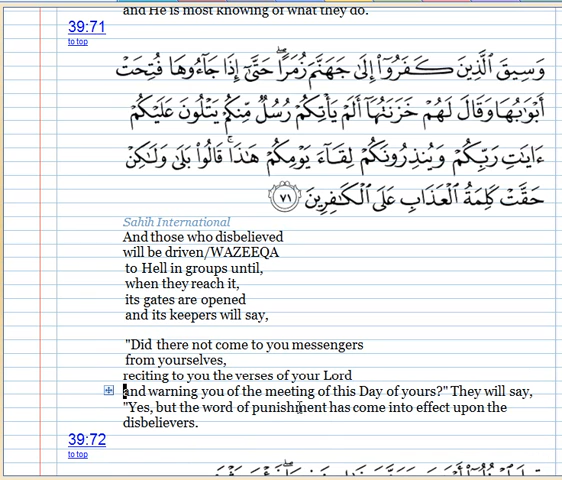 and He is most knowing of what they do.
39:71
to top
وَسِيقَ ٱلَّذِينَ كَفَرُوٓا۟ إِلَىٰ جَهَنَّمَ زُمَرًا ۖ حَتَّىٰٓ إِذَا جَآءُوهَا فُتِحَتْ
أَبْوَٰبُهَا وَقَالَ لَهُمْ خَزَنَتُهَآ أَلَمْ يَأْتِكُمْ رُسُلٌ مِّنكُمْ يَتْلُونَ عَلَيْكُمْ
ءَايَٰتِ رَبِّكُمْ وَيُنذِرُونَكُمْ لِقَآءَ يَوْمِكُمْ هَٰذَا ۚ قَالُوا۟ بَلَىٰ وَلَٰكِنْ
حَقَّتْ كَلِمَةُ ٱلْعَذَابِ عَلَى ٱلْكَٰفِرِينَ ٧١
Sahih International
And those who disbelieved
will be driven/WAZEEQA
to Hell in groups until,
when they reach it,
its gates are opened
and its keepers will say,
"Did there not come to you messengers
from yourselves,
reciting to you the verses of your Lord
and warning you of the meeting of this Day of yours?" They will say,
"Yes, but the word of punishment has come into effect upon the
disbelievers.
39:72
to top